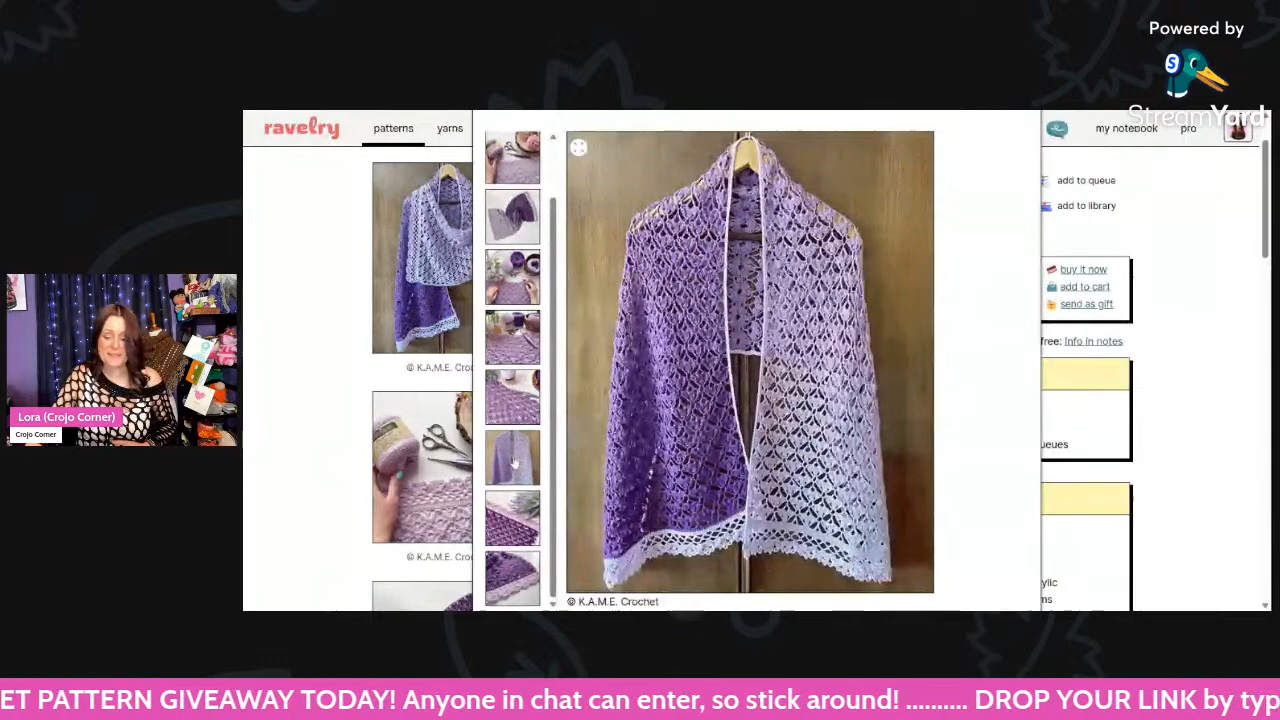 Powered by
StreamYard
ravelry
patterns
yarns
my notebook
pro
add to queue
add to library
buy it now
add to cart
send as gift
free: Info in notes
© K.A.M.E. Cro
© K.A.M.E. Cro
© K.A.M.E. Crochet
ueues
ylic
ms
Lora (Crojo Corner)
Crojo Corner
ET PATTERN GIVEAWAY TODAY! Anyone in chat can enter, so stick around! .......... DROP YOUR LINK by typ